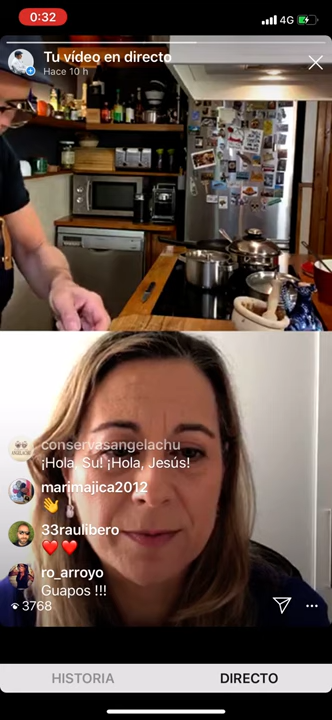 0:32
4G
Tu vídeo en directo
Hace 10 h
conservasangelachu
¡Hola, Su! ¡Hola, Jesús!
marimajica2012
👋🐰
33raulibero
❤️❤️
ro_arroyo
Guapos !!!
3768
HISTORIA
DIRECTO